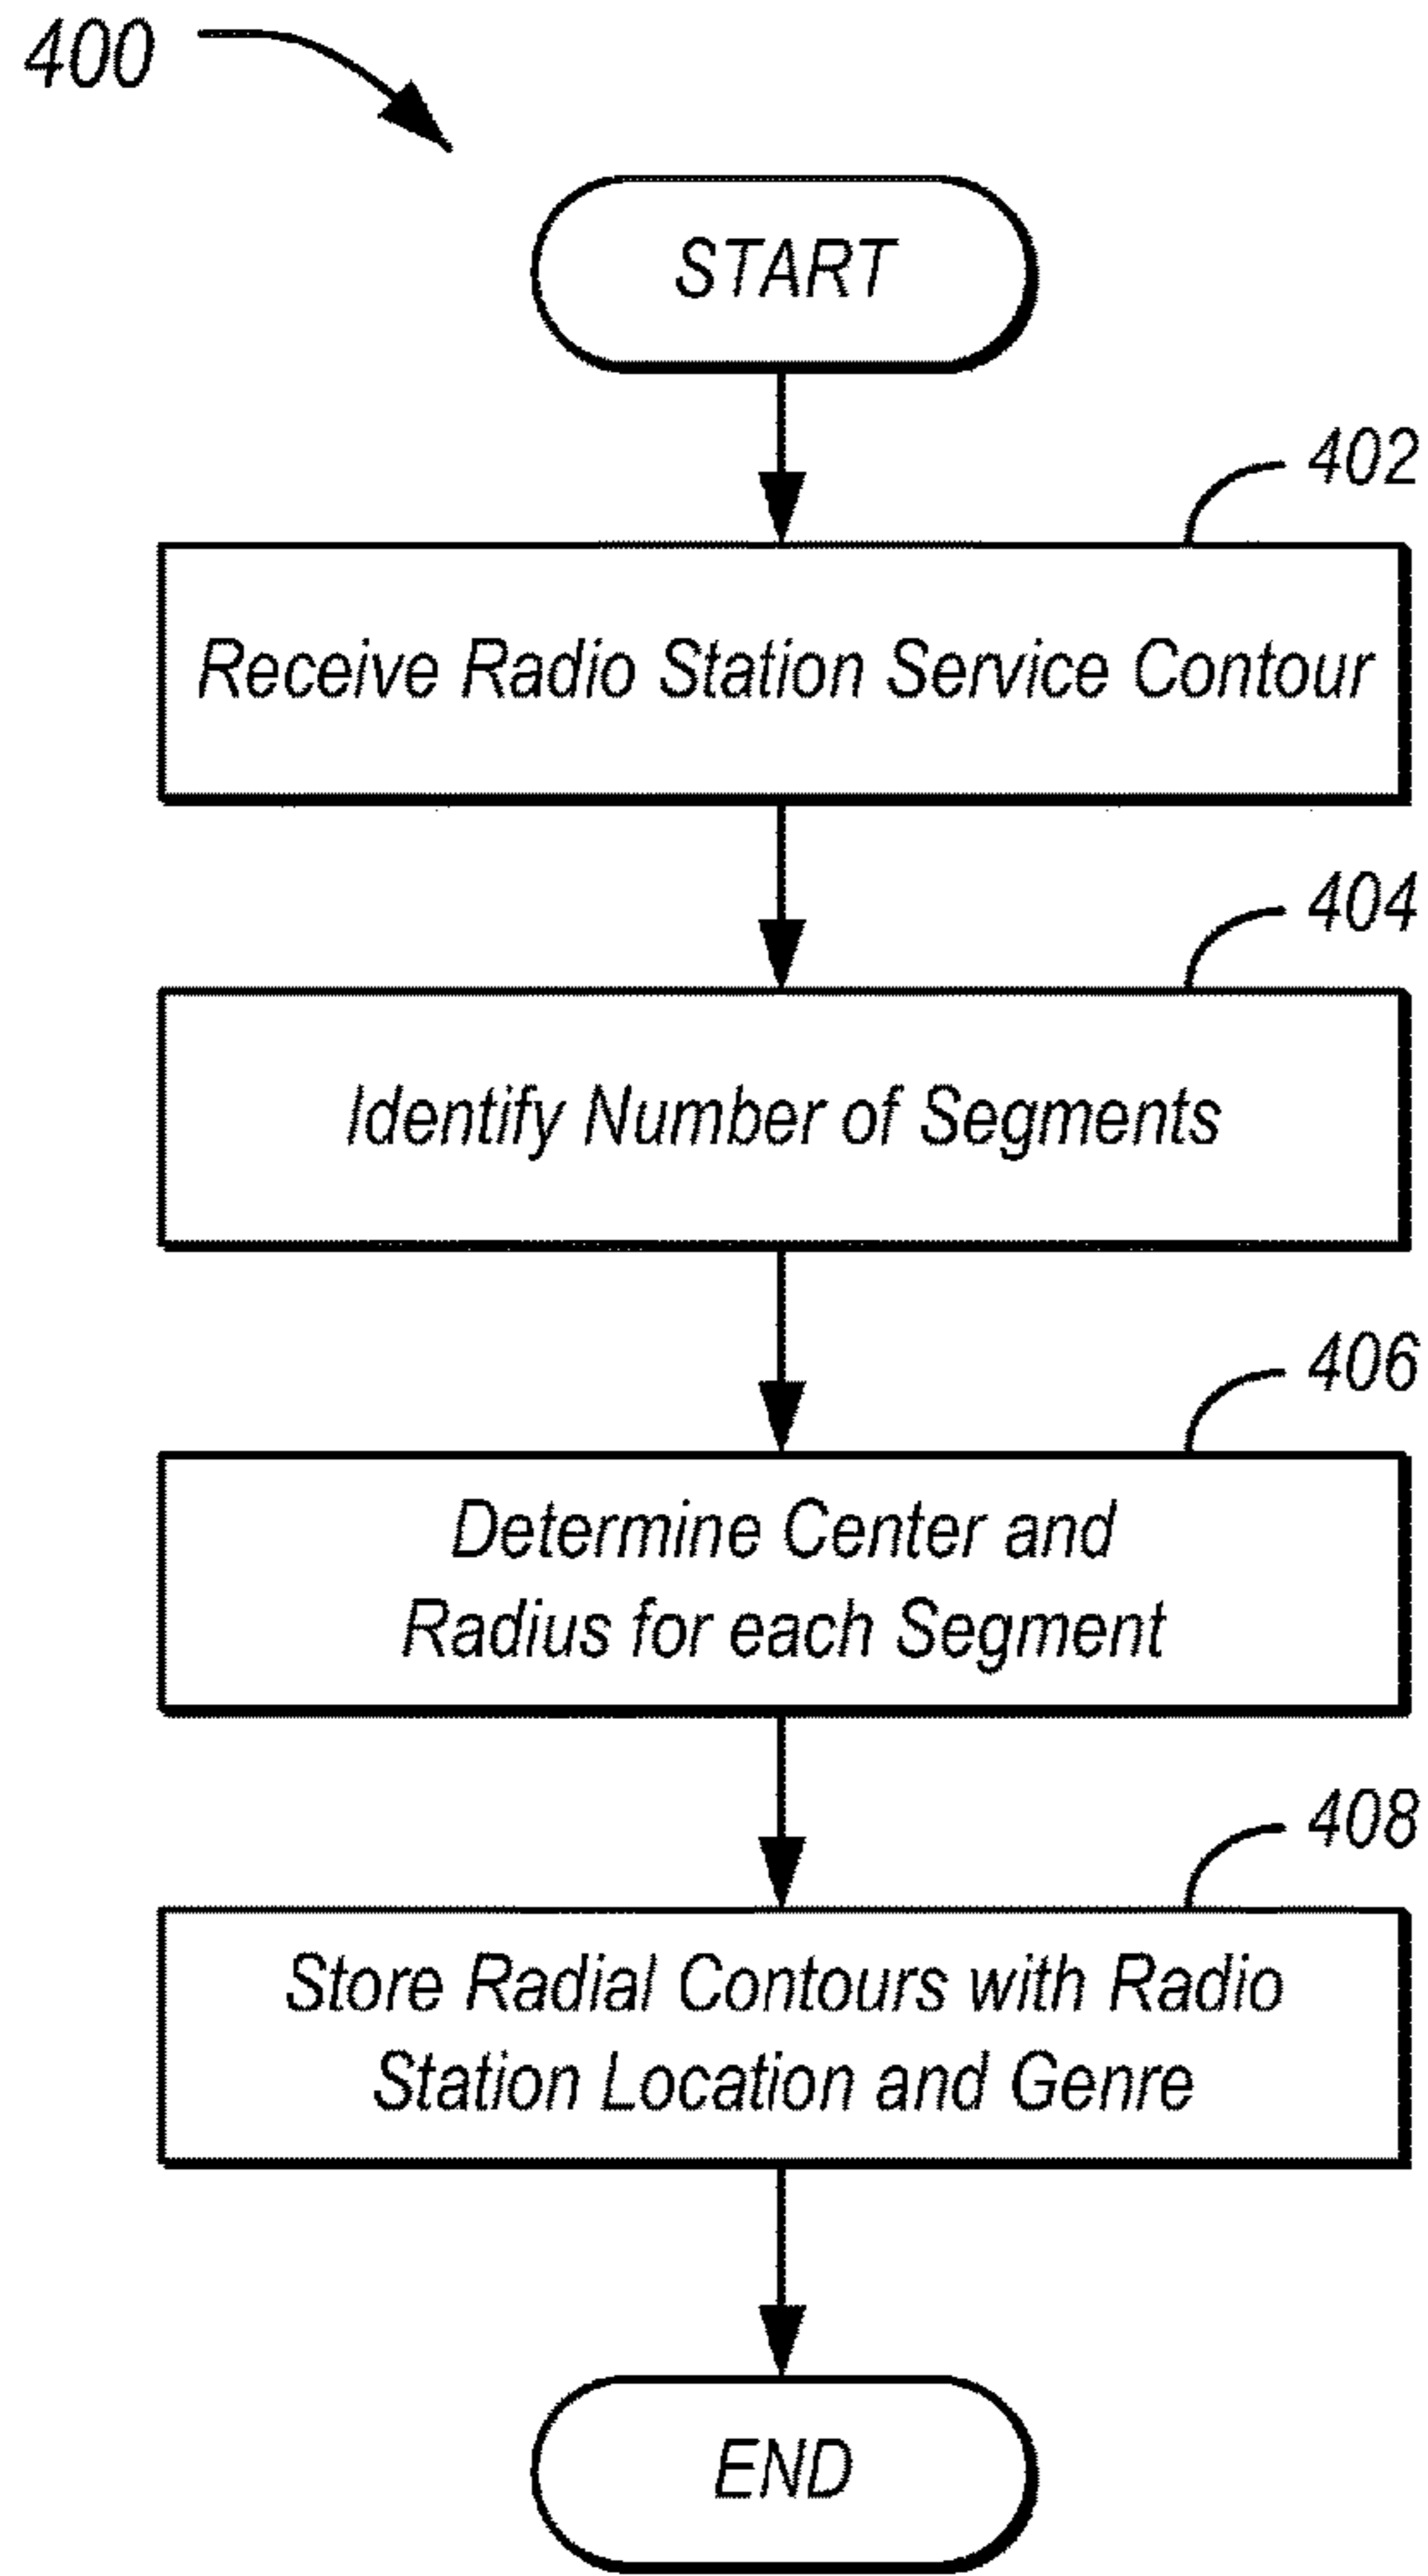 400
START
402
Receive Radio Station Service Contour
404
Identify Number of Segments
406
Determine Center and
Radius for each Segment
408
Store Radial Contours with Radio
Station Location and Genre
END